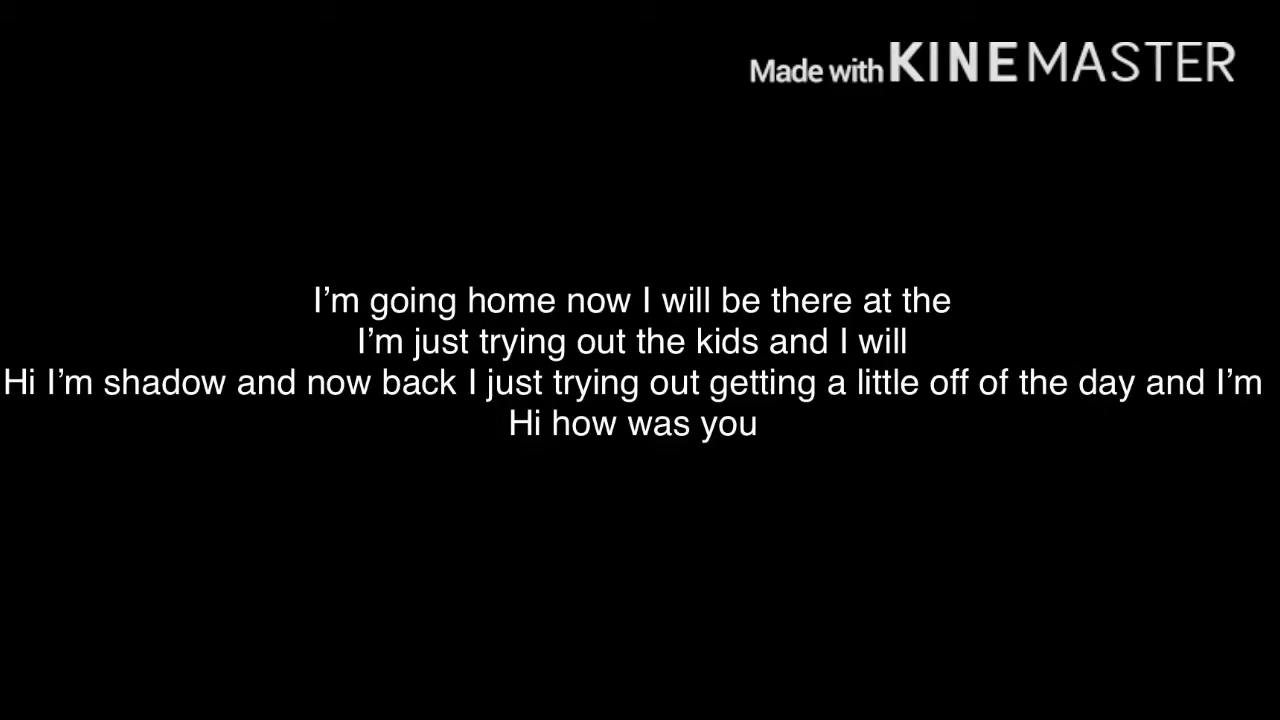 Made with KINEMASTER
I'm going home now I will be there at the
I'm just trying out the kids and I will
Hi I'm shadow and now back I just trying out getting a little off of the day and I'm
Hi how was you